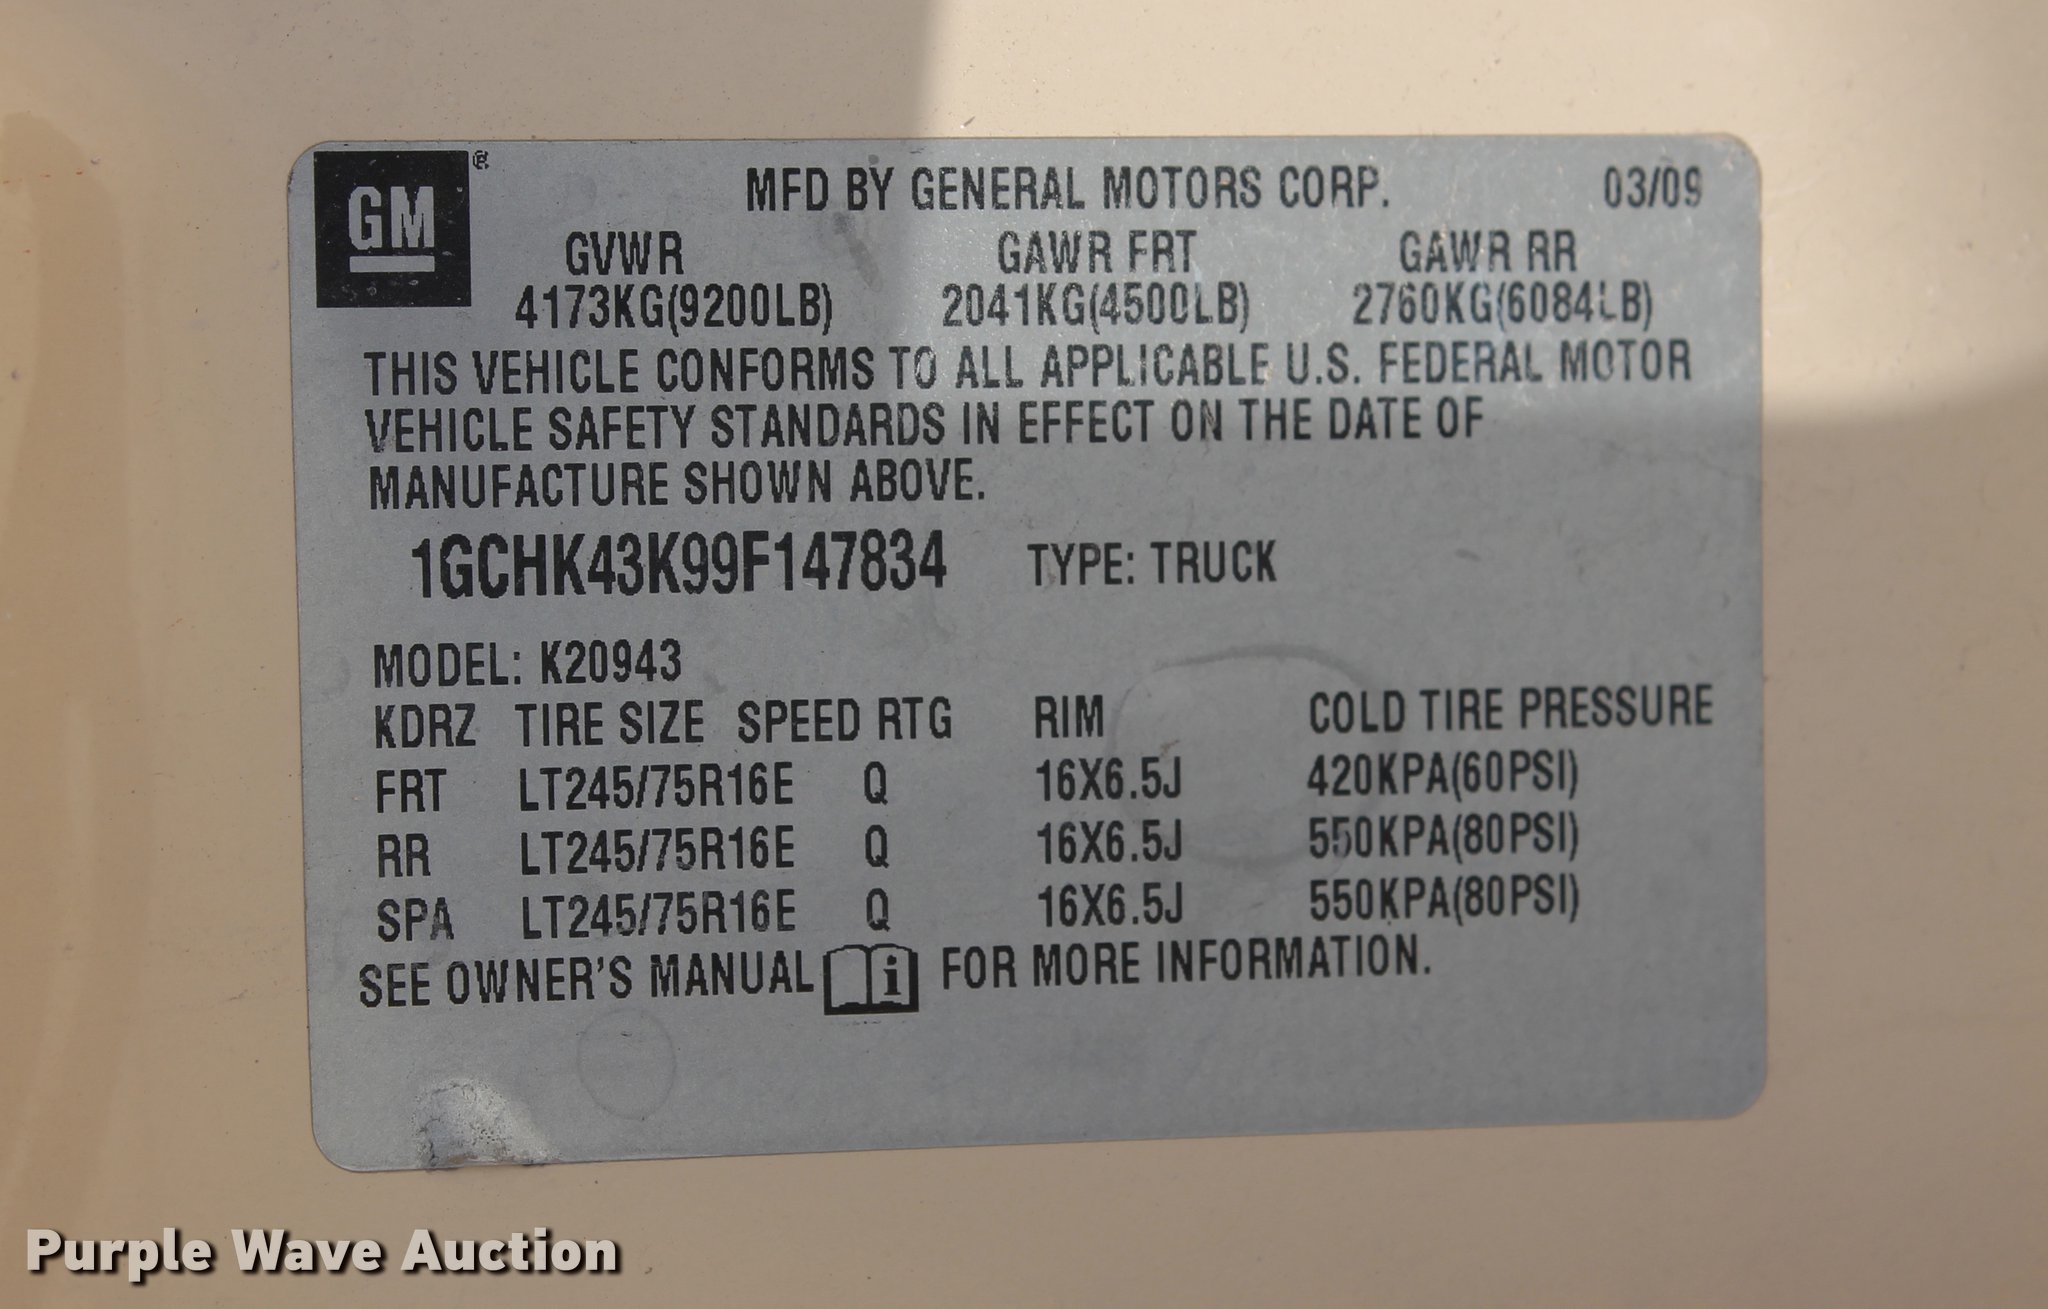 GM ® MFD BY GENERAL MOTORS CORP. 03/09
GVWR GAWR FRT GAWR RR
4173KG(9200LB) 2041KG(4500LB) 2760KG(6084LB)
THIS VEHICLE CONFORMS TO ALL APPLICABLE U.S. FEDERAL MOTOR
VEHICLE SAFETY STANDARDS IN EFFECT ON THE DATE OF
MANUFACTURE SHOWN ABOVE.
1GCHK43K99F147834 TYPE: TRUCK
MODEL: K20943
KDRZ TIRE SIZE SPEED RTG RIM COLD TIRE PRESSURE
FRT LT245/75R16E Q 16X6.5J 420KPA(60PSI)
RR LT245/75R16E Q 16X6.5J 550KPA(80PSI)
SPA LT245/75R16E Q 16X6.5J 550KPA(80PSI)
SEE OWNER'S MANUAL i FOR MORE INFORMATION.
Purple Wave Auction